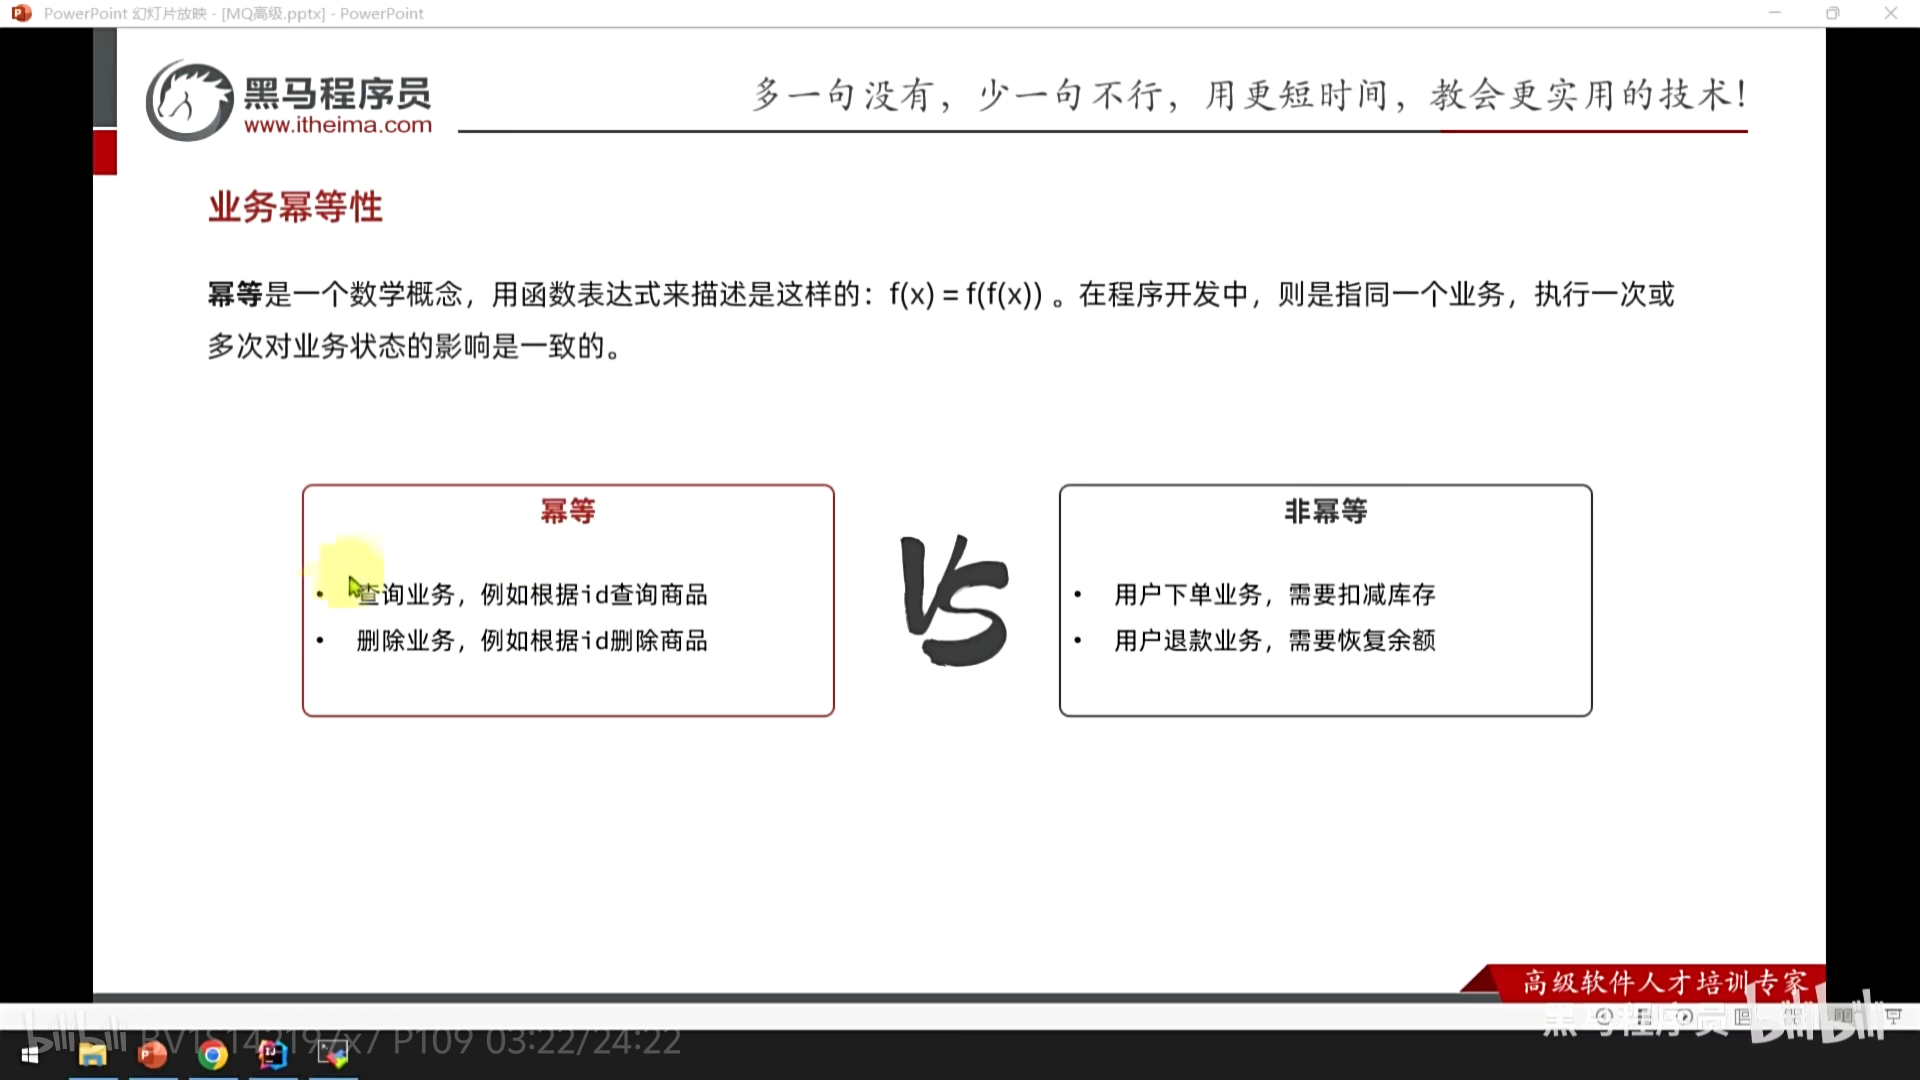 PowerPoint 幻灯片放映 - [MQ高级.pptx] - PowerPoint
黑马程序员
www.itheima.com
多一句没有，少一句不行，用更短时间，教会更实用的技术！
业务幂等性
幂等是一个数学概念，用函数表达式来描述是这样的：f(x) = f(f(x)) 。在程序开发中，则是指同一个业务，执行一次或
多次对业务状态的影响是一致的。
幂等
• 查询业务，例如根据id查询商品
• 删除业务，例如根据id删除商品
VS
非幂等
• 用户下单业务，需要扣减库存
• 用户退款业务，需要恢复余额
高级软件人才培训专家
黑马程序员 bilibili
bilibili P109 03:22/24:22